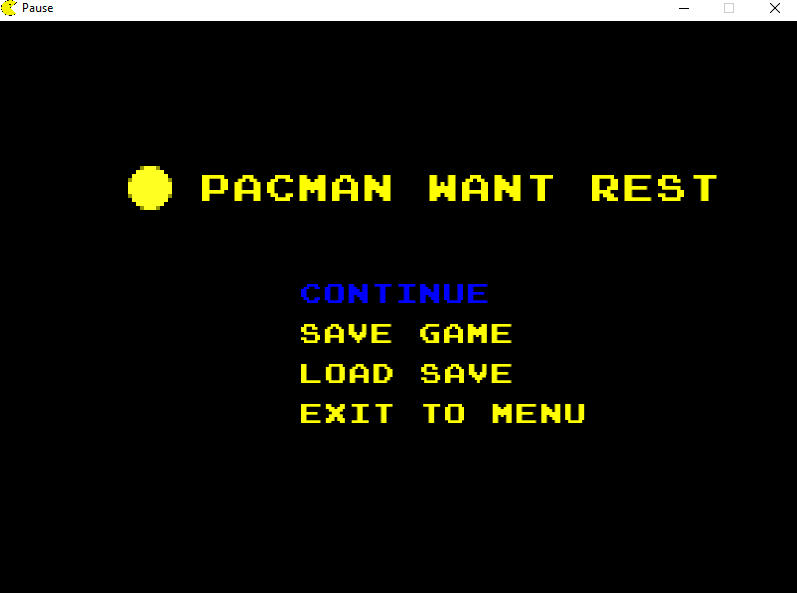 Pause
PACMAN WANT REST
CONTINUE
SAVE GAME
LOAD SAVE
EXIT TO MENU